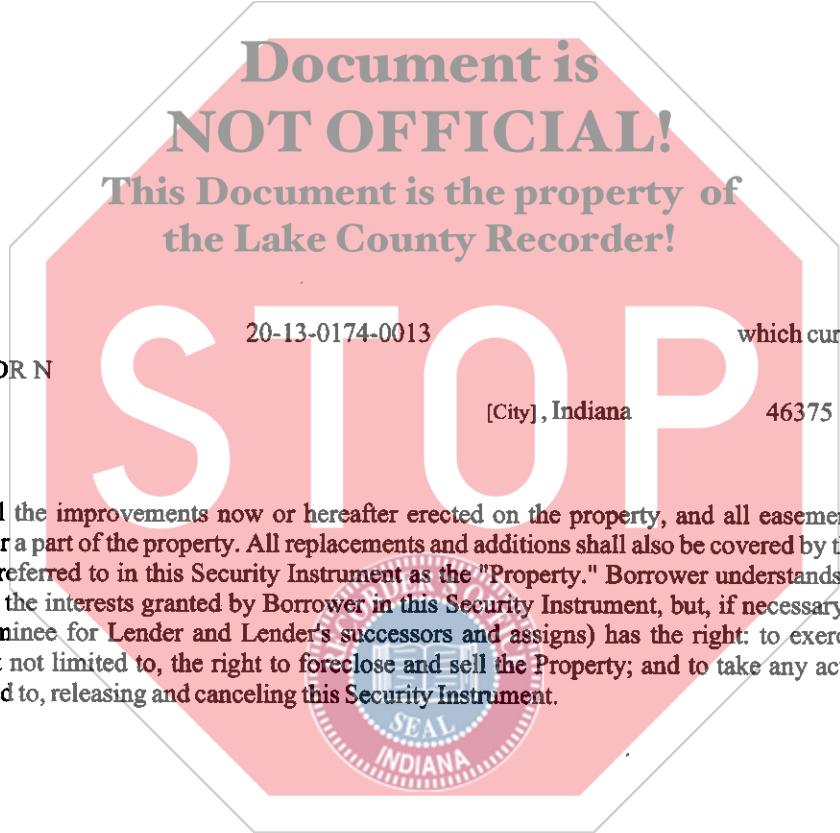 Document is
NOT OFFICIAL!
This Document is the property of
the Lake County Recorder!
20-13-0174-0013 which cur
OR N
[City] , Indiana 46375
STOP
the improvements now or hereafter erected on the property, and all easeme
r a part of the property. All replacements and additions shall also be covered by t
referred to in this Security Instrument as the "Property." Borrower understands
the interests granted by Borrower in this Security Instrument, but, if necessary
minee for Lender and Lender's successors and assigns) has the right: to exer
not limited to, the right to foreclose and sell the Property; and to take any ac
d to, releasing and canceling this Security Instrument.
SEAL
INDIANA